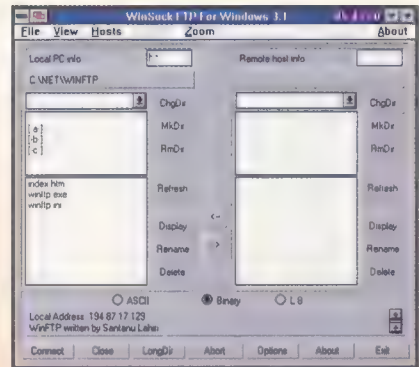 WinSock FTP For Windows 3.1
File View Hosts Zoom About
Local PC info
Remote host info
C:\NET\WINFTP
ChgDir
ChgDir
MkDir
MkDir
[-a-]
[-b-]
[-c-]
RmDir
RmDir
index htm
winftp exe
winftp ini
Refresh
Refresh
Display
Display
Rename
Rename
Delete
Delete
ASCII Binary L8
Local Address 194 87 17 129
WinFTP written by Santanu Lahiri
Connect Close LongDir Abort Options About Exit